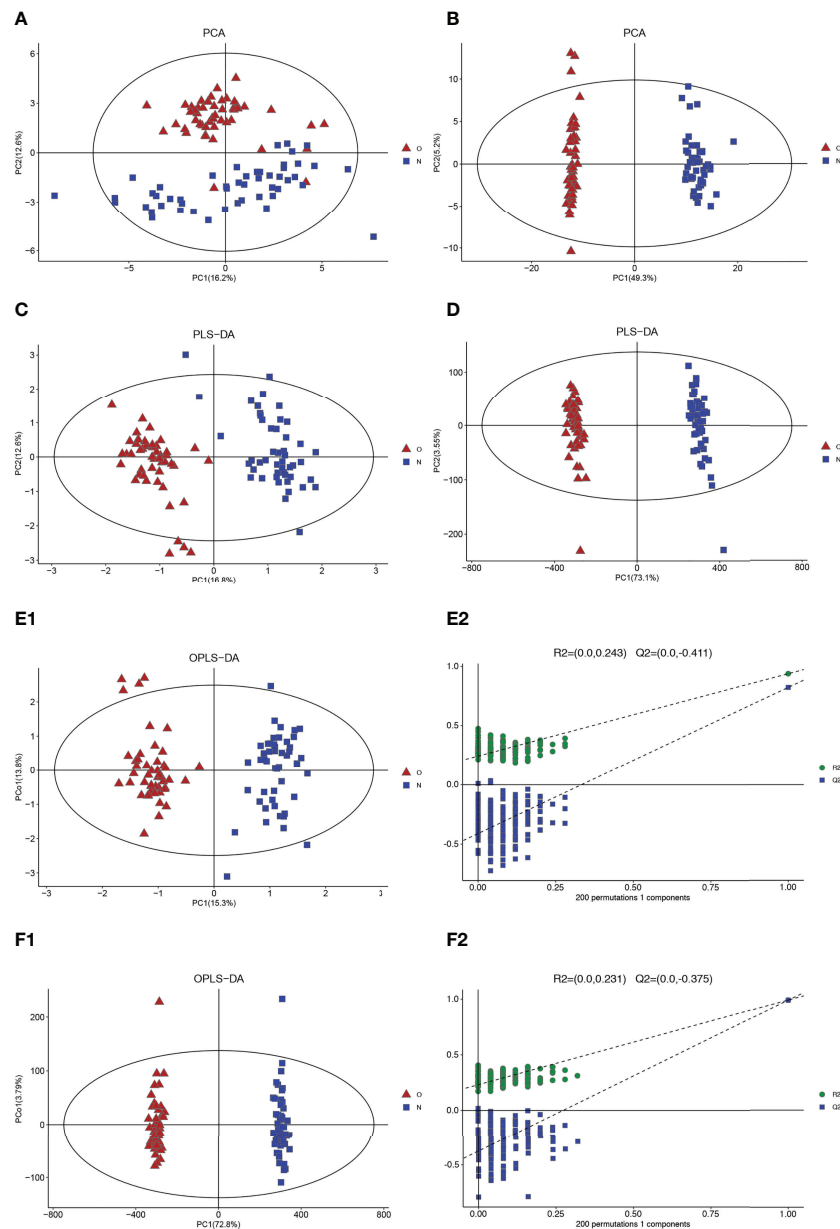 A
PCA
6
3
0
−3
−6
−5
0
5
PC2(12.6%)
PC1(16.2%)
O
N
B
PCA
10
5
0
−5
−10
−20
0
20
PC2(5.2%)
PC1(49.3%)
O
N
C
PLS−DA
3
2
1
0
−1
−2
−3
−3
−2
−1
0
1
2
3
PC2(12.6%)
PC1(16.8%)
O
N
D
PLS−DA
100
0
−100
−200
−800
−400
0
400
800
PC2(3.55%)
PC1(73.1%)
O
N
E1
OPLS−DA
2
1
0
−1
−2
−3
−3
−2
−1
0
1
2
3
PCo1(13.8%)
PC1(15.3%)
O
N
E2
R2=(0.0,0.243) Q2=(0.0,-0.411)
1.0
0.5
0.0
−0.5
0.00
0.25
0.50
0.75
1.00
200 permutations 1 components
R2
Q2
F1
OPLS−DA
200
100
0
−100
−800
−400
0
400
800
PCo1(3.79%)
PC1(72.8%)
O
N
F2
R2=(0.0,0.231) Q2=(0.0,-0.375)
1.0
0.5
0.0
−0.5
0.00
0.25
0.50
0.75
1.00
200 permutations 1 components
R2
Q2